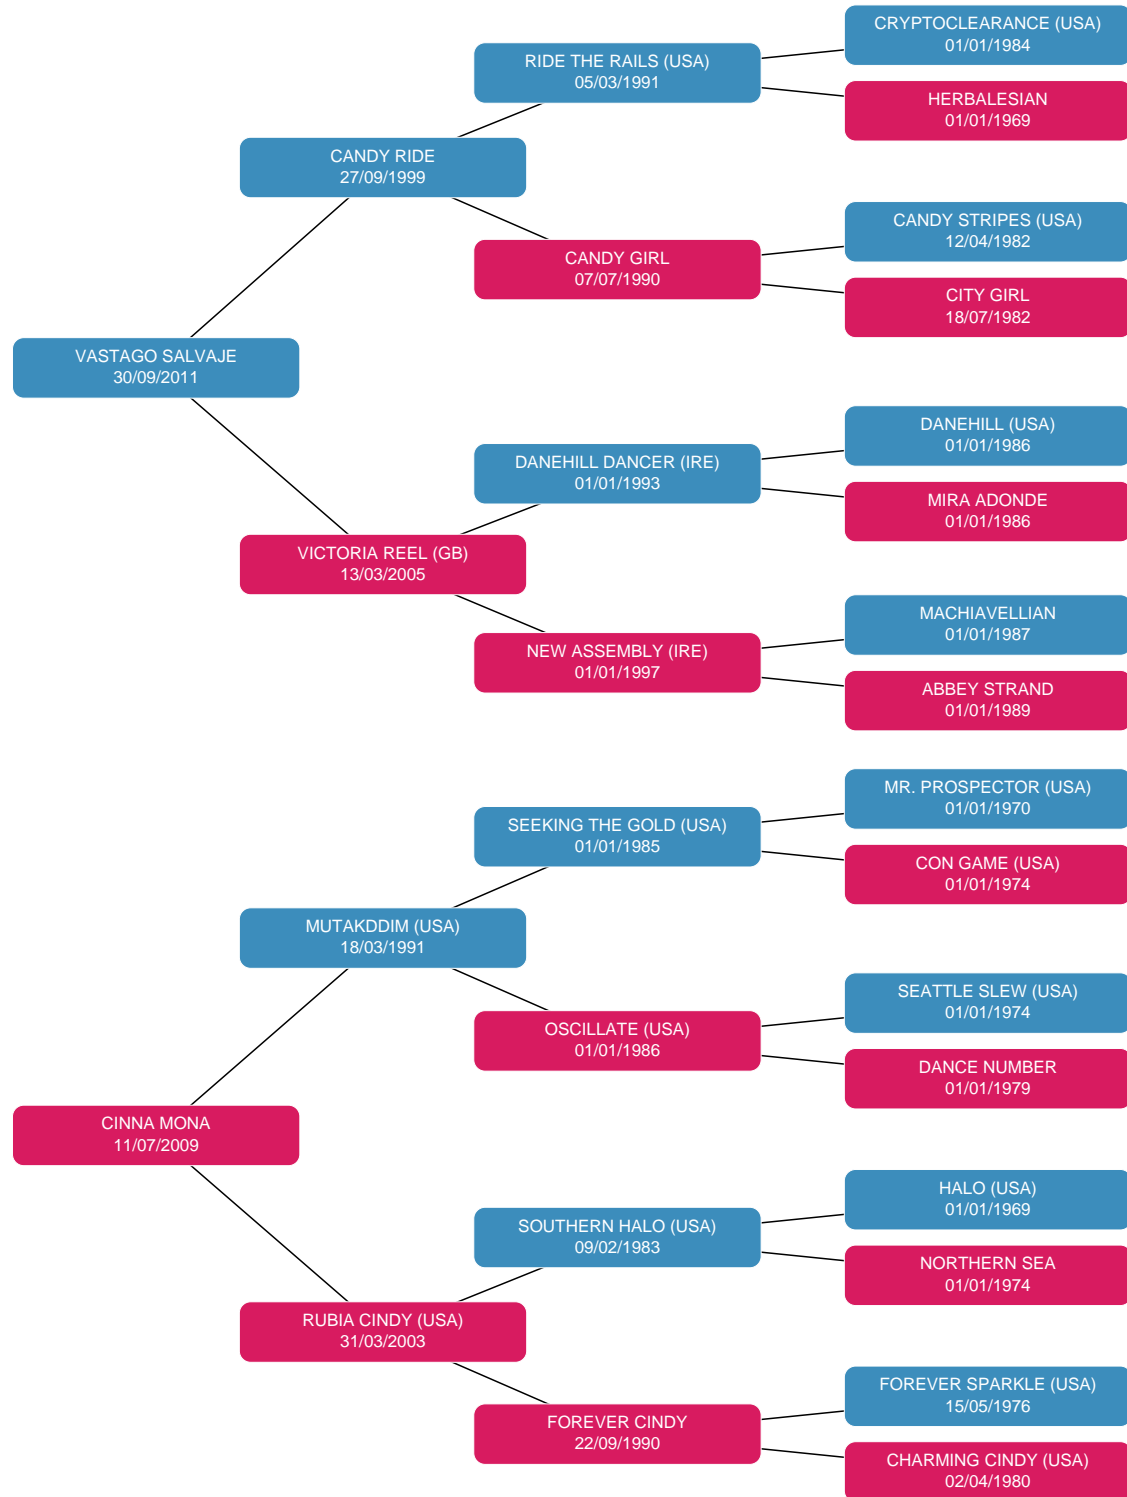 CRYPTOCLEARANCE (USA)
01/01/1984
RIDE THE RAILS (USA)
05/03/1991
HERBALESIAN
01/01/1969
CANDY RIDE
27/09/1999
CANDY STRIPES (USA)
12/04/1982
CANDY GIRL
07/07/1990
CITY GIRL
18/07/1982
VASTAGO SALVAJE
30/09/2011
DANEHILL (USA)
01/01/1986
DANEHILL DANCER (IRE)
01/01/1993
MIRA ADONDE
01/01/1986
VICTORIA REEL (GB)
13/03/2005
MACHIAVELLIAN
01/01/1987
NEW ASSEMBLY (IRE)
01/01/1997
ABBEY STRAND
01/01/1989
MR. PROSPECTOR (USA)
01/01/1970
SEEKING THE GOLD (USA)
01/01/1985
CON GAME (USA)
01/01/1974
MUTAKDDIM (USA)
18/03/1991
SEATTLE SLEW (USA)
01/01/1974
OSCILLATE (USA)
01/01/1986
DANCE NUMBER
01/01/1979
CINNA MONA
11/07/2009
HALO (USA)
01/01/1969
SOUTHERN HALO (USA)
09/02/1983
NORTHERN SEA
01/01/1974
RUBIA CINDY (USA)
31/03/2003
FOREVER SPARKLE (USA)
15/05/1976
FOREVER CINDY
22/09/1990
CHARMING CINDY (USA)
02/04/1980